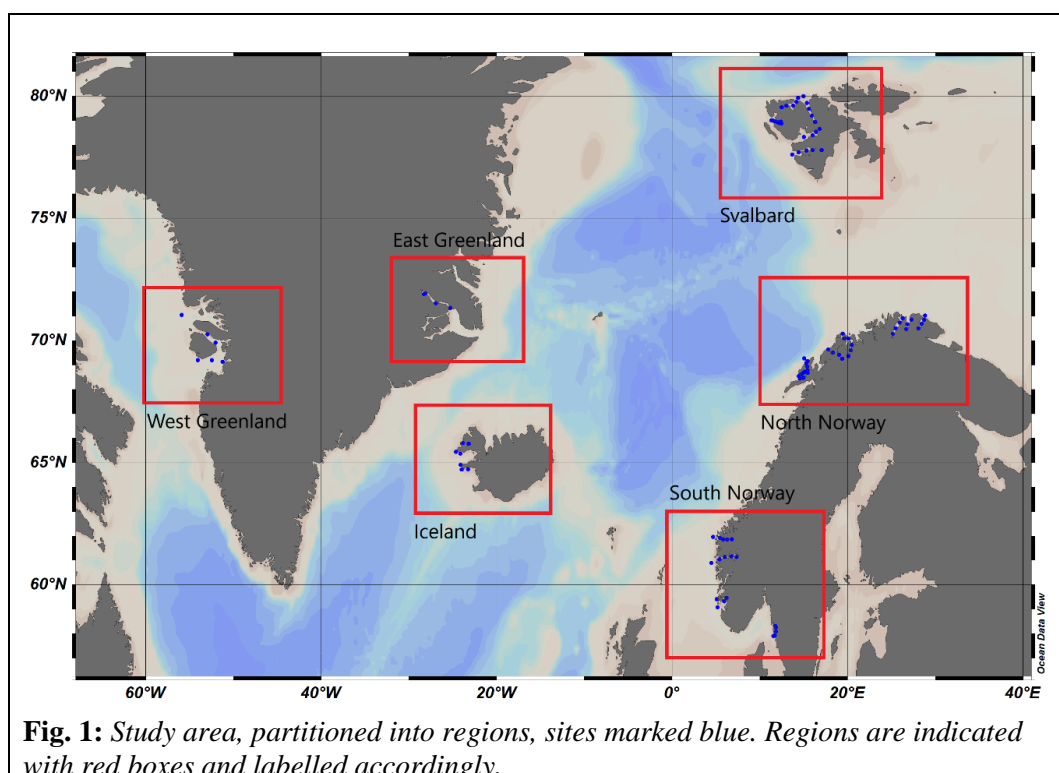 80°N
Svalbard
75°N
East Greenland
70°N
West Greenland
North Norway
65°N
South Norway
Iceland
60°N
Ocean Data View
60°W
40°W
20°W
0°
20°E
40°E
Fig. 1: Study area, partitioned into regions, sites marked blue. Regions are indicated
with red boxes and labelled accordingly.